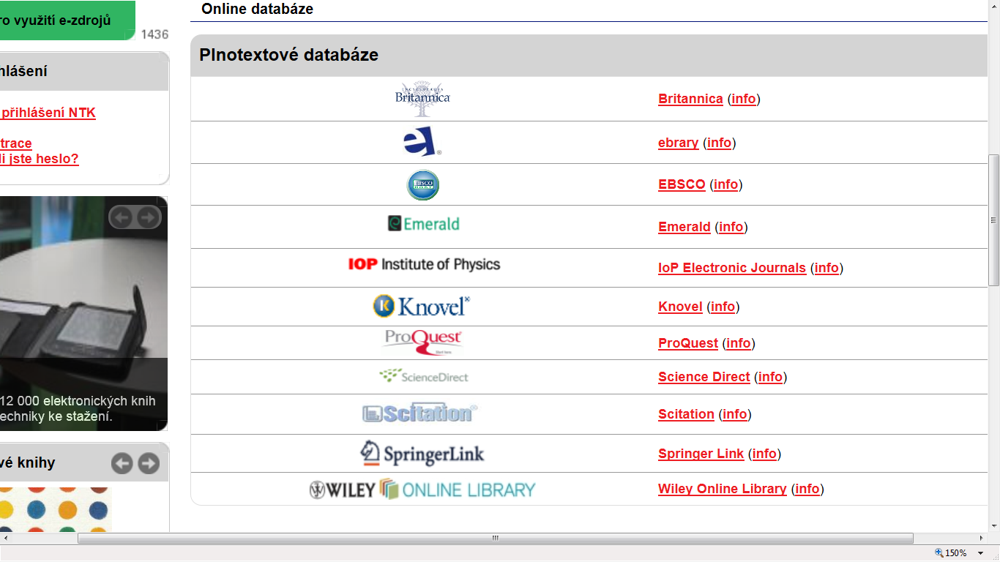 ro využití e-zdrojů
1436
hlášení
přihlášení NTK
trace
li jste heslo?
12 000 elektronických knih
echniky ke stažení.
vé knihy
Online databáze
Plnotextové databáze
ENCYCLOPÆDIA
Britannica
Britannica (info)
e®
ebrary (info)
EBSCO
EBSCO (info)
Emerald
Emerald (info)
IOP Institute of Physics
IoP Electronic Journals (info)
K Knovel®
Knovel (info)
ProQuest
Start here.
ProQuest (info)
ScienceDirect
Science Direct (info)
Scitation
Scitation (info)
SpringerLink
Springer Link (info)
WILEY ONLINE LIBRARY
Wiley Online Library (info)
150%